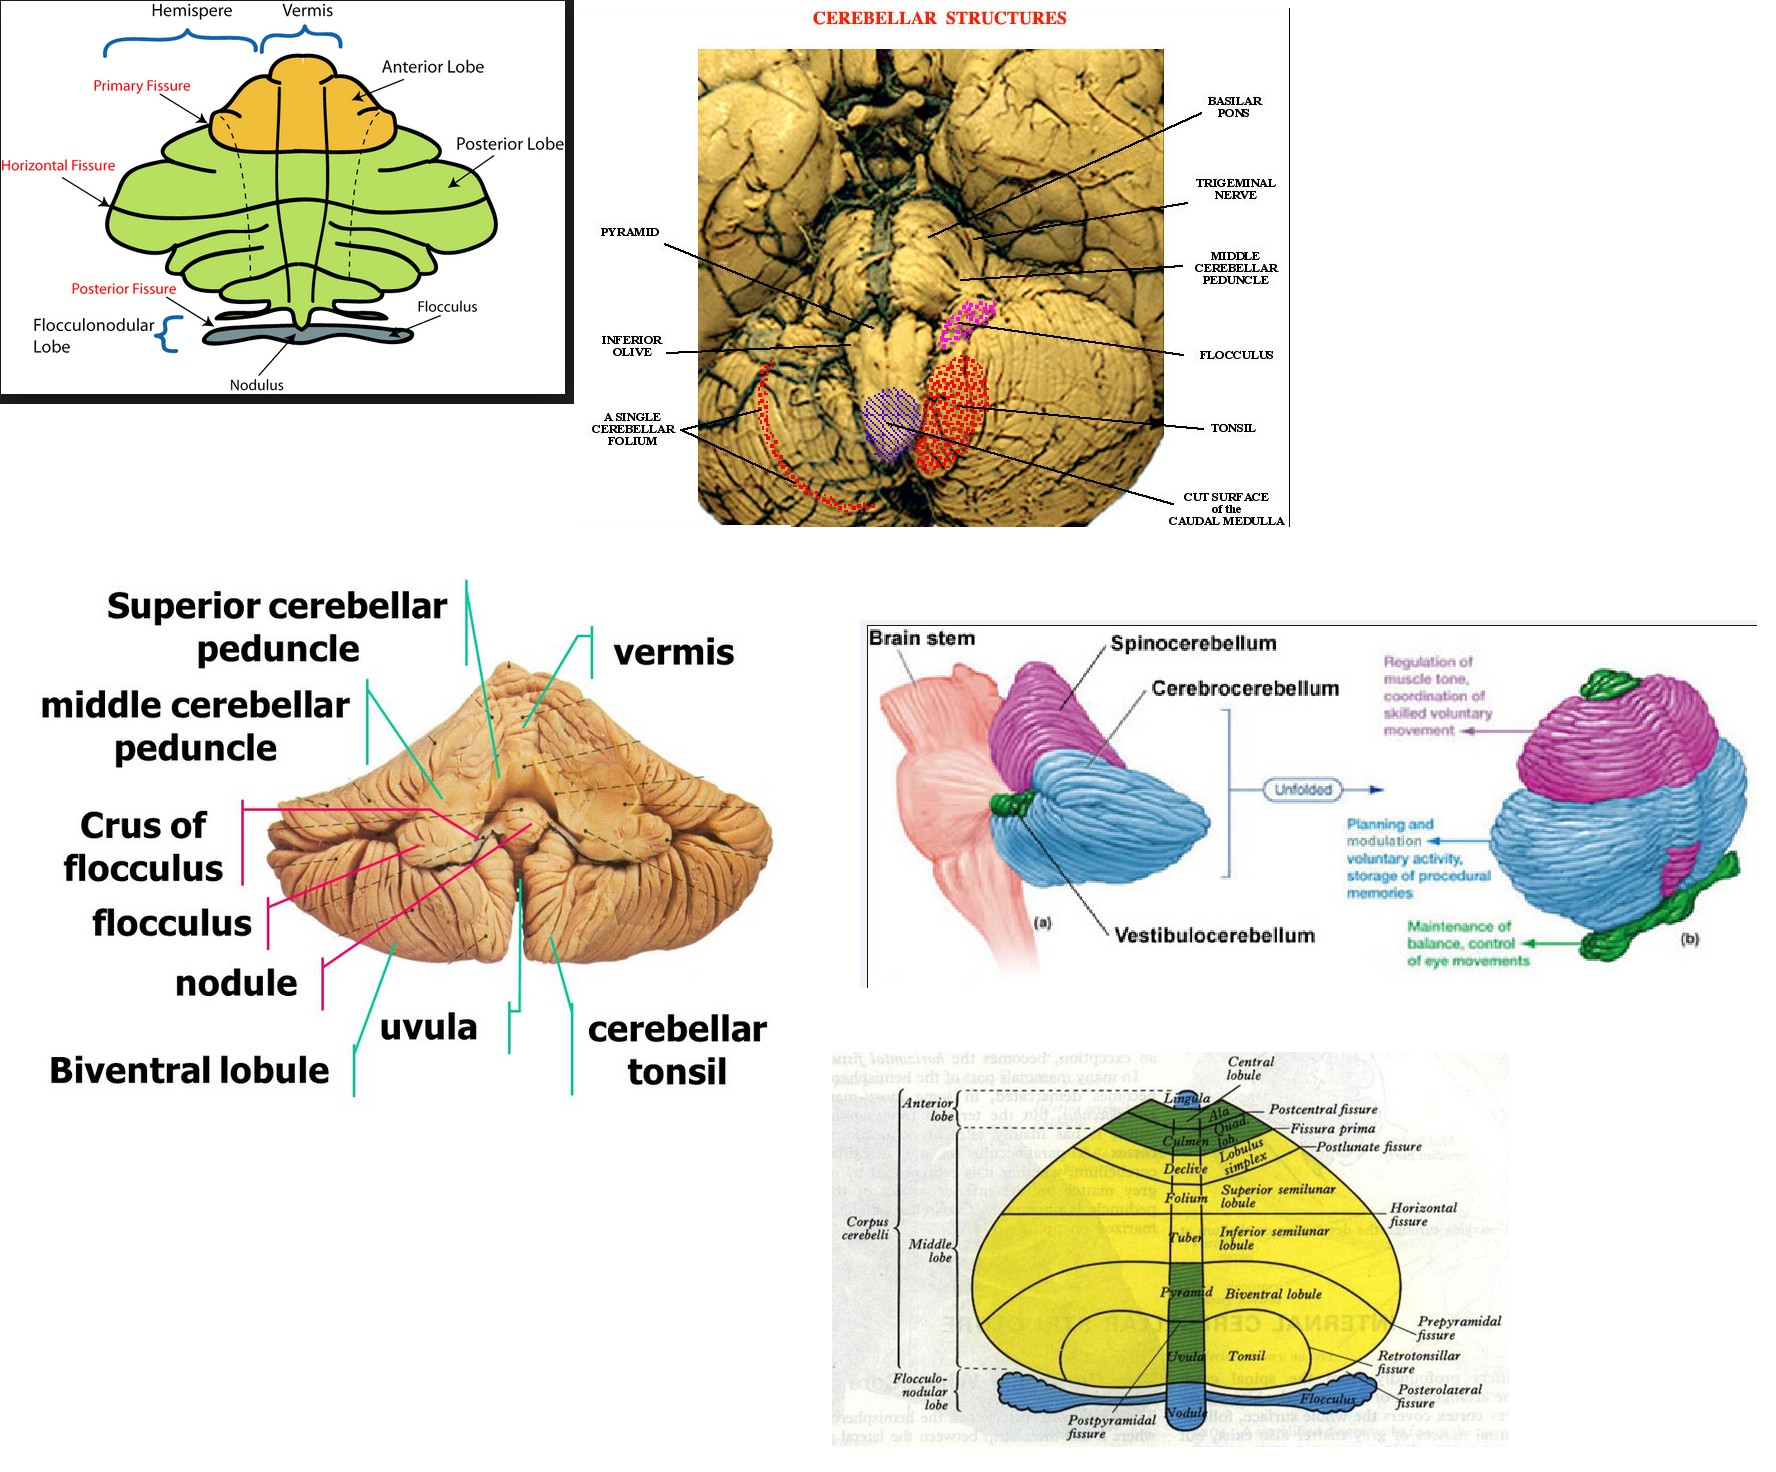 Hemispere
Vermis
Primary Fissure
Anterior Lobe
Horizontal Fissure
Posterior Lobe
Posterior Fissure
Flocculus
Flocculonodular
Lobe
Nodulus
CEREBELLAR STRUCTURES
BASILAR
PONS
TRIGEMINAL
NERVE
PYRAMID
MIDDLE
CEREBELLAR
PEDUNCLE
INFERIOR
OLIVE
FLOCCULUS
A SINGLE
CEREBELLAR
FOLIUM
TONSIL
CUT SURFACE
of the
CAUDAL MEDULLA
Superior cerebellar
peduncle
vermis
middle cerebellar
peduncle
Crus of
flocculus
flocculus
nodule
uvula
cerebellar
tonsil
Biventral lobule
Brain stem
Spinocerebellum
Cerebrocerebellum
Vestibulocerebellum
(a)
Unfolded
Regulation of
muscle tone,
coordination of
skilled voluntary
movement
Planning and
modulation
voluntary activity,
storage of procedural
memories
Maintenance of
balance, control
of eye movements
(b)
Central
lobule
Anterior
lobe
Lingula
Ala
Postcentral fissure
Quad.
lob.
Fissura prima
Culmen
Postlunate fissure
Lobulus
simplex
Declive
Folium
Superior semilunar
lobule
Horizontal
fissure
Corpus
cerebelli
Middle
lobe
Tuber
Inferior semilunar
lobule
Pyramid
Biventral lobule
Prepyramidal
fissure
Uvula
Tonsil
Retrotonsillar
fissure
Flocculo-
nodular
lobe
Flocculus
Posterolateral
fissure
Nodule
Postpyramidal
fissure